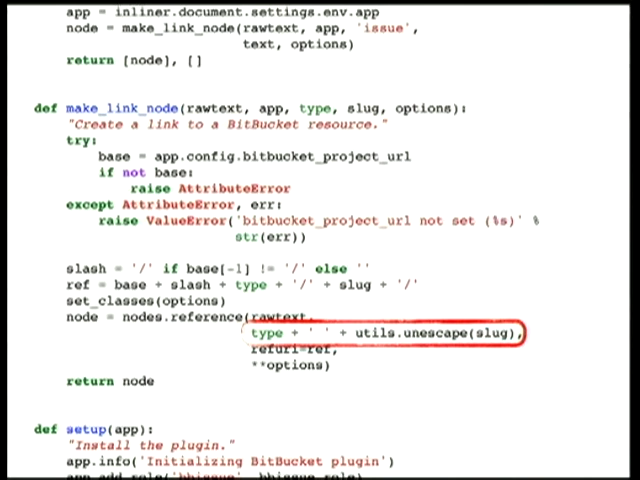 app = inliner.document.settings.env.app
node = make_link_node(rawtext, app, 'issue',
text, options)
return [node], []
def make_link_node(rawtext, app, type, slug, options):
"Create a link to a BitBucket resource."
try:
base = app.config.bitbucket_project_url
if not base:
raise AttributeError
except AttributeError, err:
raise ValueError('bitbucket_project_url not set (%s)' %
str(err))
slash = '/' if base[-1] != '/' else ''
ref = base + slash + type + '/' + slug + '/'
set_classes(options)
node = nodes.reference(rawtext,
type + ' ' + utils.unescape(slug),
refuri=ref,
**options)
return node
def setup(app):
"Install the plugin."
app.info('Initializing BitBucket plugin')